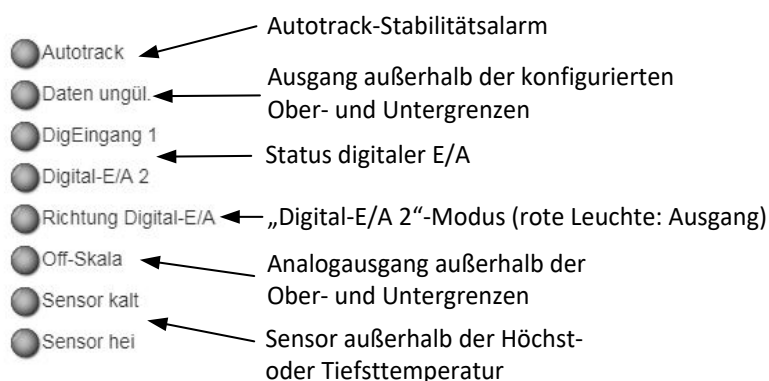 Autotrack
Autotrack-Stabilitätsalarm
Daten ungül.
Ausgang außerhalb der konfigurierten
Ober- und Untergrenzen
DigEingang 1
Digital-E/A 2
Status digitaler E/A
Richtung Digital-E/A
„Digital-E/A 2“-Modus (rote Leuchte: Ausgang)
Off-Skala
Analogausgang außerhalb der
Ober- und Untergrenzen
Sensor kalt
Sensor hei
Sensor außerhalb der Höchst-
oder Tiefsttemperatur